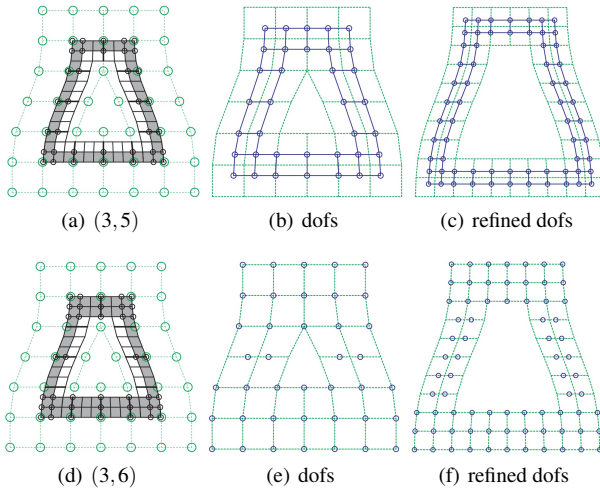 (a) (3,5)
(b) dofs
(c) refined dofs
(d) (3,6)
(e) dofs
(f) refined dofs